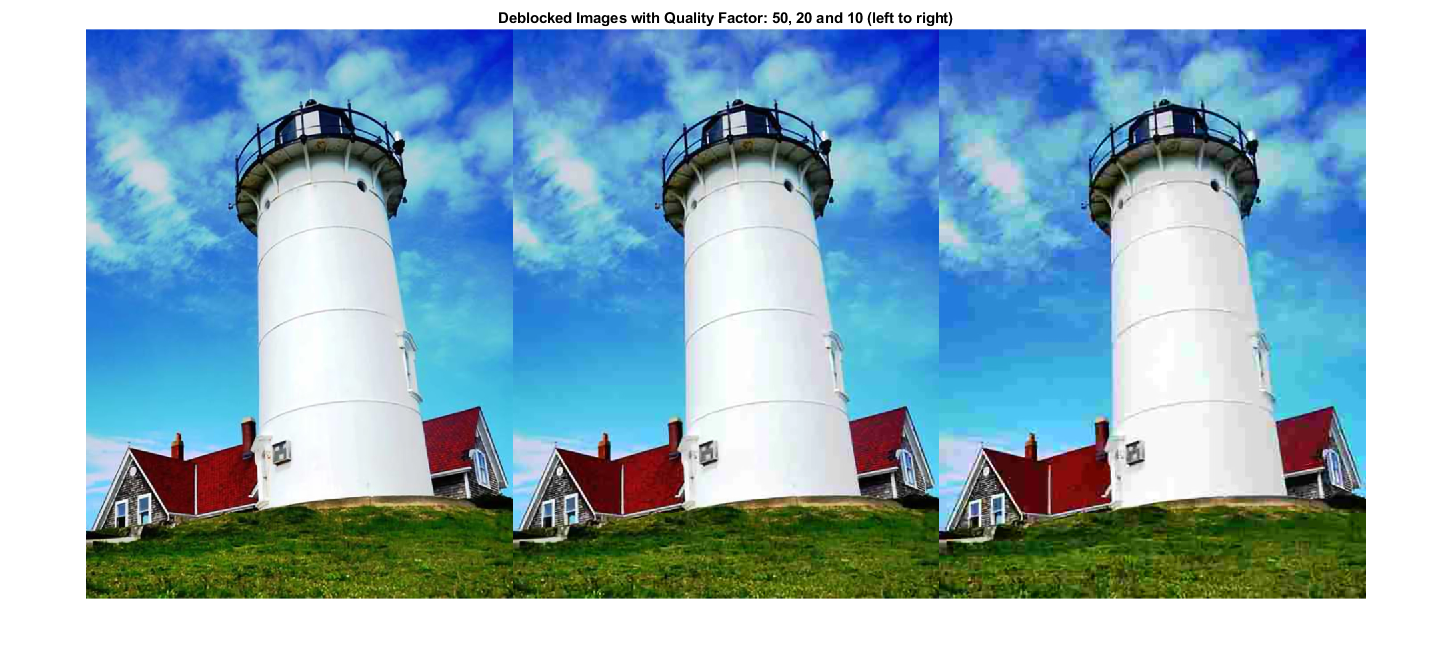 Deblocked Images with Quality Factor: 50, 20 and 10 (left to right)